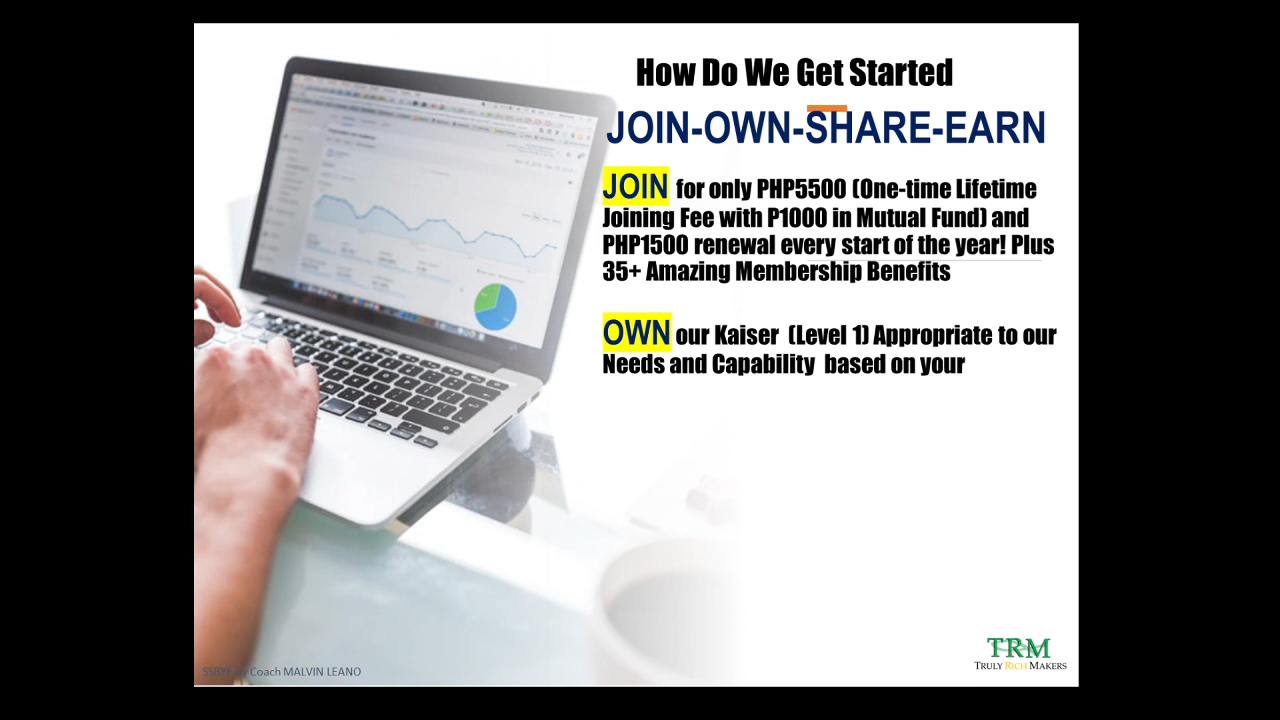 How Do We Get Started
JOIN-OWN-SHARE-EARN
JOIN for only PHP5500 (One-time Lifetime
Joining Fee with P1000 in Mutual Fund) and
PHP1500 renewal every start of the year! Plus
35+ Amazing Membership Benefits
OWN our Kaiser (Level 1) Appropriate to our
Needs and Capability based on your
TRM
TRULY RICH MAKERS
Coach MALVIN LEANO